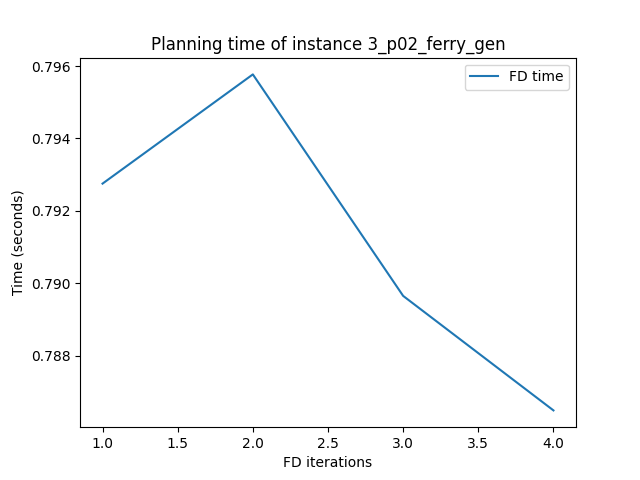 Planning time of instance 3_p02_ferry_gen
FD time
0.796
0.794
0.792
0.790
0.788
Time (seconds)
1.0 1.5 2.0 2.5 3.0 3.5 4.0
FD iterations